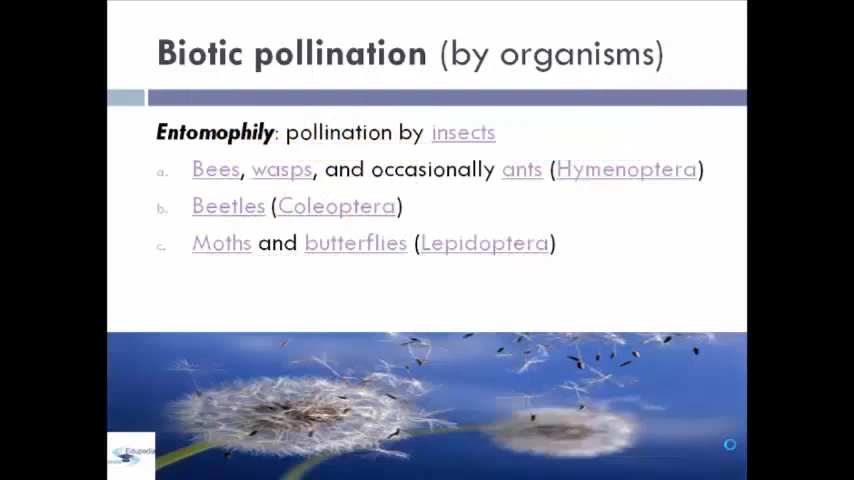 Biotic pollination (by organisms)
Entomophily: pollination by insects
a. Bees, wasps, and occasionally ants (Hymenoptera)
b. Beetles (Coleoptera)
c. Moths and butterflies (Lepidoptera)
Edupedia